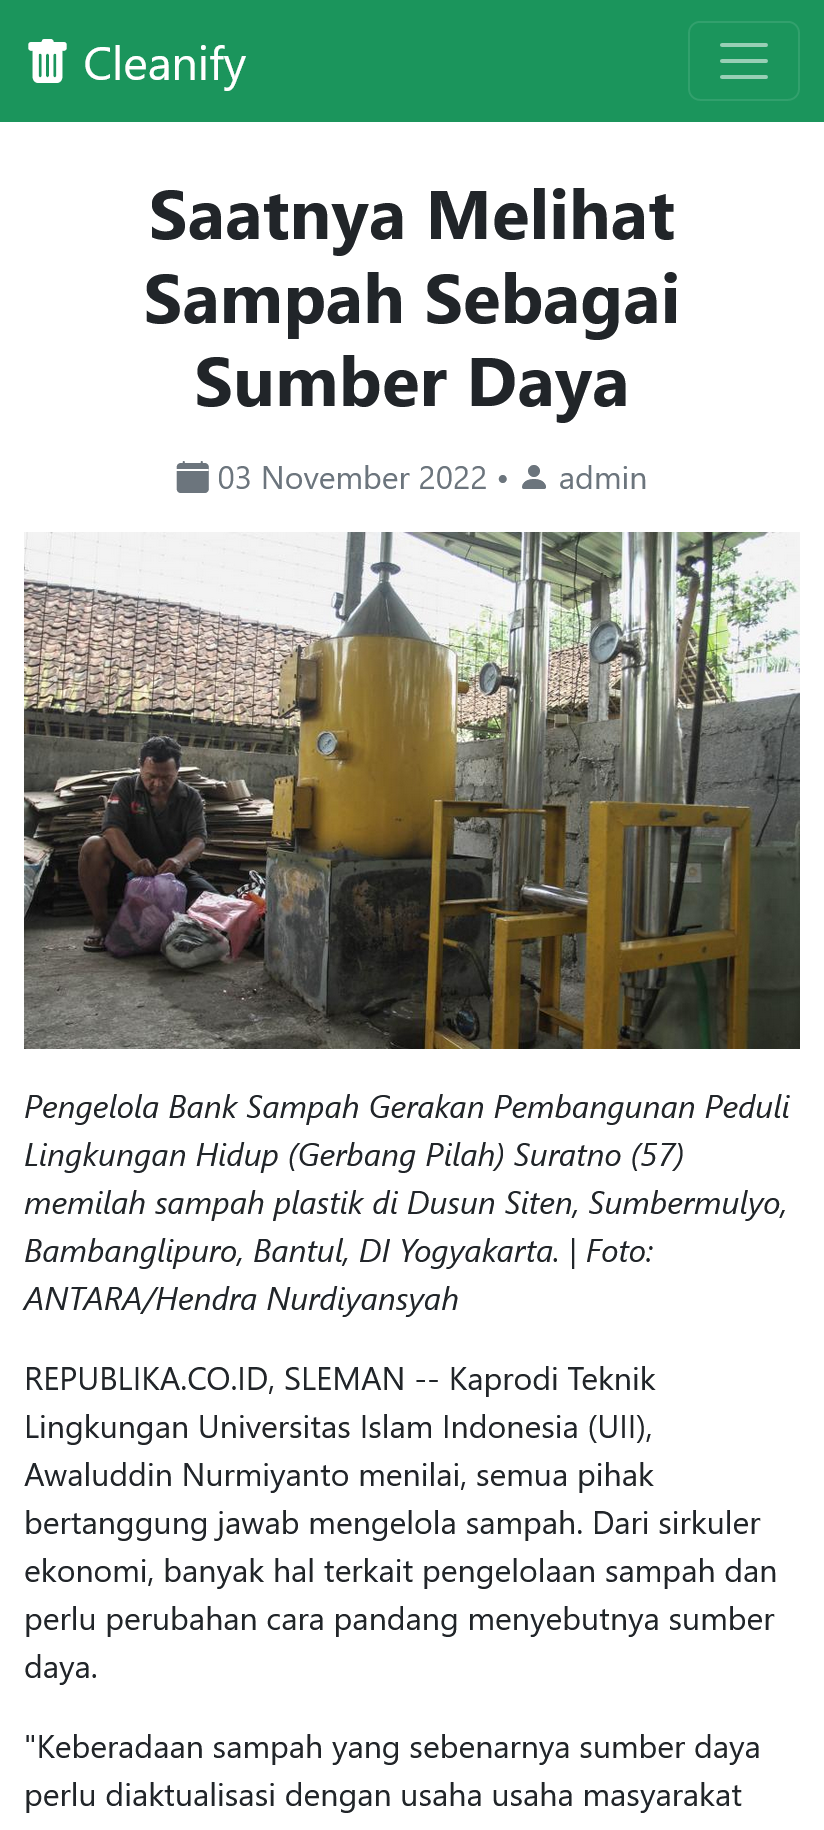 Cleanify
Saatnya Melihat
Sampah Sebagai
Sumber Daya
03 November 2022 • admin
Pengelola Bank Sampah Gerakan Pembangunan Peduli
Lingkungan Hidup (Gerbang Pilah) Suratno (57)
memilah sampah plastik di Dusun Siten, Sumbermulyo,
Bambanglipuro, Bantul, DI Yogyakarta. | Foto:
ANTARA/Hendra Nurdiyansyah
REPUBLIKA.CO.ID, SLEMAN -- Kaprodi Teknik
Lingkungan Universitas Islam Indonesia (UII),
Awaluddin Nurmiyanto menilai, semua pihak
bertanggung jawab mengelola sampah. Dari sirkuler
ekonomi, banyak hal terkait pengelolaan sampah dan
perlu perubahan cara pandang menyebutnya sumber
daya.
"Keberadaan sampah yang sebenarnya sumber daya
perlu diaktualisasi dengan usaha usaha masyarakat